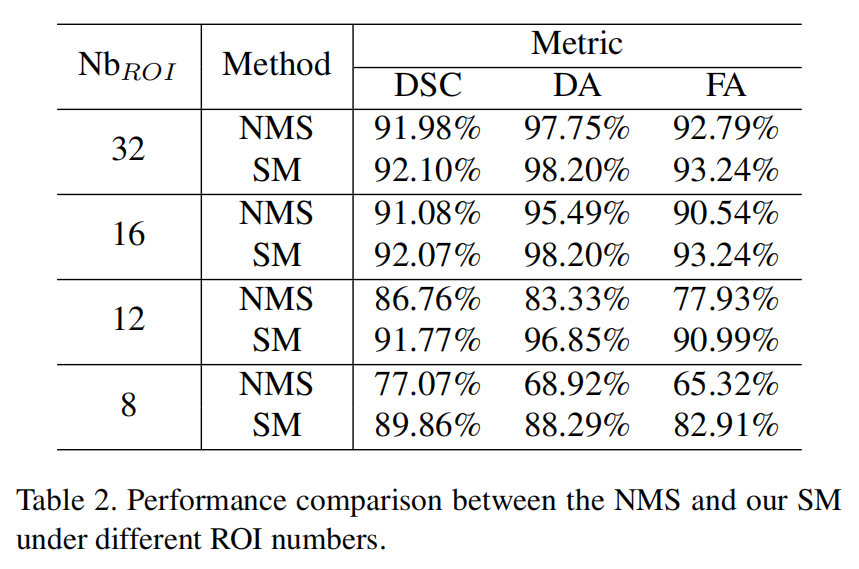 Nb_ROI Method Metric
DSC DA FA
32 NMS 91.98% 97.75% 92.79%
SM 92.10% 98.20% 93.24%
16 NMS 91.08% 95.49% 90.54%
SM 92.07% 98.20% 93.24%
12 NMS 86.76% 83.33% 77.93%
SM 91.77% 96.85% 90.99%
8 NMS 77.07% 68.92% 65.32%
SM 89.86% 88.29% 82.91%
Table 2. Performance comparison between the NMS and our SM
under different ROI numbers.